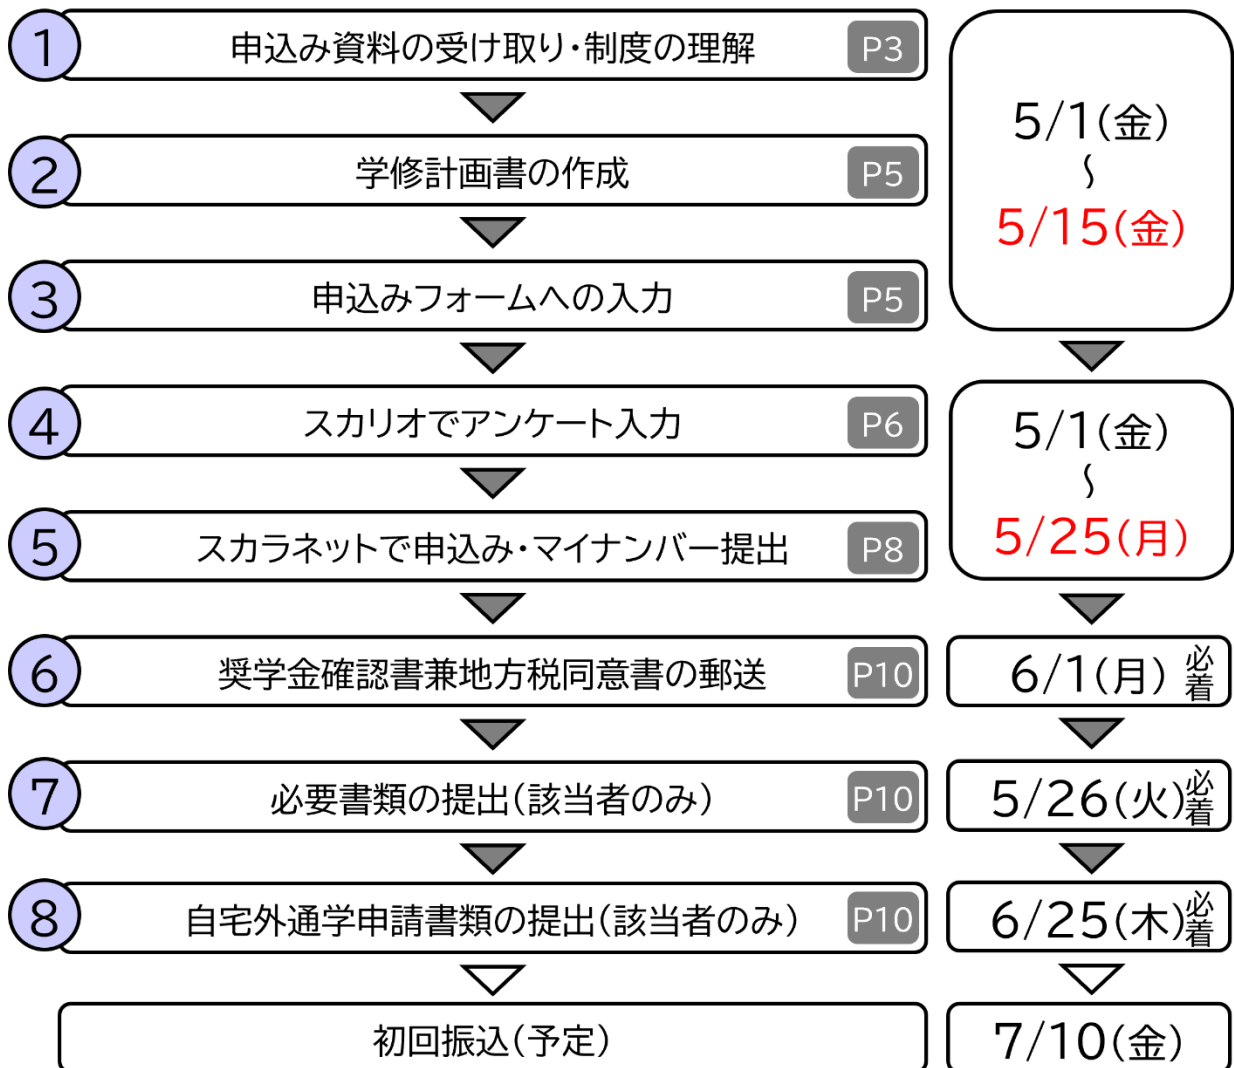 1 申込み資料の受け取り・制度の理解 P3
2 学修計画書の作成 P5
3 申込みフォームへの入力 P5
5/1(金)
~
5/15(金)
4 スカリオでアンケート入力 P6
5 スカラネットで申込み・マイナンバー提出 P8
5/1(金)
~
5/25(月)
6 奨学金確認書兼地方税同意書の郵送 P10
6/1(月)必着
7 必要書類の提出(該当者のみ) P10
5/26(火)必着
8 自宅外通学申請書類の提出(該当者のみ) P10
6/25(木)必着
初回振込(予定)
7/10(金)